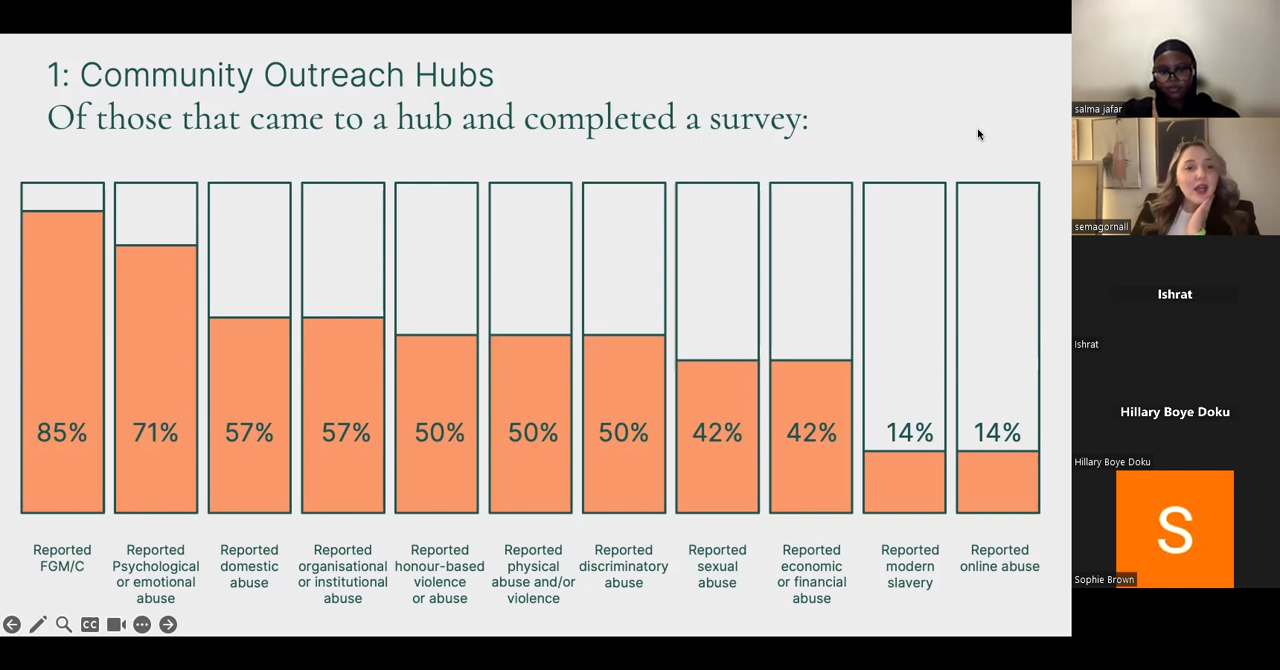 1: Community Outreach Hubs
Of those that came to a hub and completed a survey:
85%
71%
57%
57%
50%
50%
50%
42%
42%
14%
14%
Reported
FGM/C
Reported
Psychological
or emotional
abuse
Reported
domestic
abuse
Reported
organisational
or institutional
abuse
Reported
honour-based
violence
or abuse
Reported
physical
abuse and/or
violence
Reported
discriminatory
abuse
Reported
sexual
abuse
Reported
economic
or financial
abuse
Reported
modern
slavery
Reported
online abuse
CC
salma jafar
semagornall
Ishrat
Ishrat
Hillary Boye Doku
Hillary Boye Doku
S
Sophie Brown